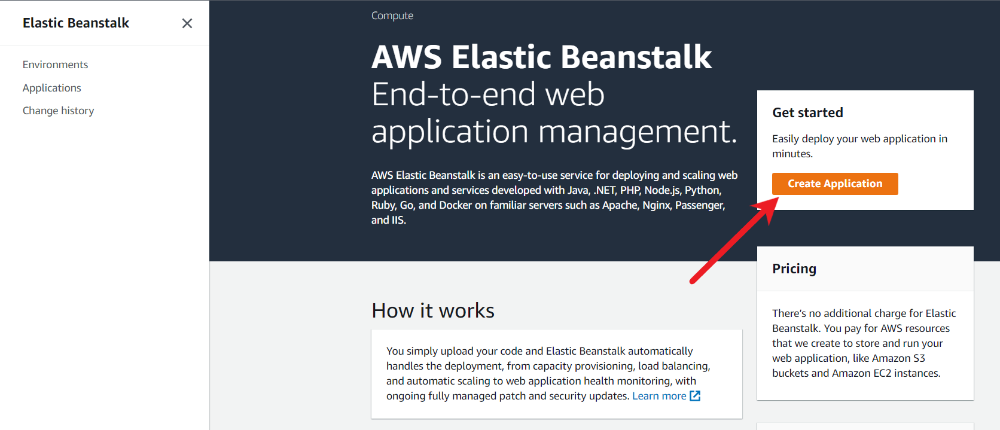 Elastic Beanstalk
Environments
Applications
Change history
Compute
AWS Elastic Beanstalk
End-to-end web
application management.
AWS Elastic Beanstalk is an easy-to-use service for deploying and scaling web
applications and services developed with Java, .NET, PHP, Node.js, Python,
Ruby, Go, and Docker on familiar servers such as Apache, Nginx, Passenger,
and IIS.
Get started
Easily deploy your web application in
minutes.
Create Application
Pricing
There’s no additional charge for Elastic
Beanstalk. You pay for AWS resources
that we create to store and run your
web application, like Amazon S3
buckets and Amazon EC2 instances.
How it works
You simply upload your code and Elastic Beanstalk automatically
handles the deployment, from capacity provisioning, load balancing,
and automatic scaling to web application health monitoring, with
ongoing fully managed patch and security updates. Learn more